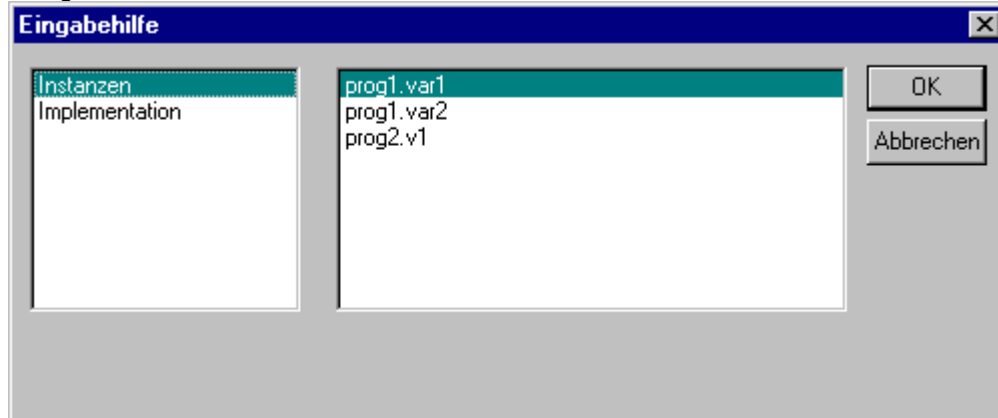 Eingabehilfe
Instanzen
Implementation
prog1.var1
prog1.var2
prog2.v1
OK
Abbrechen